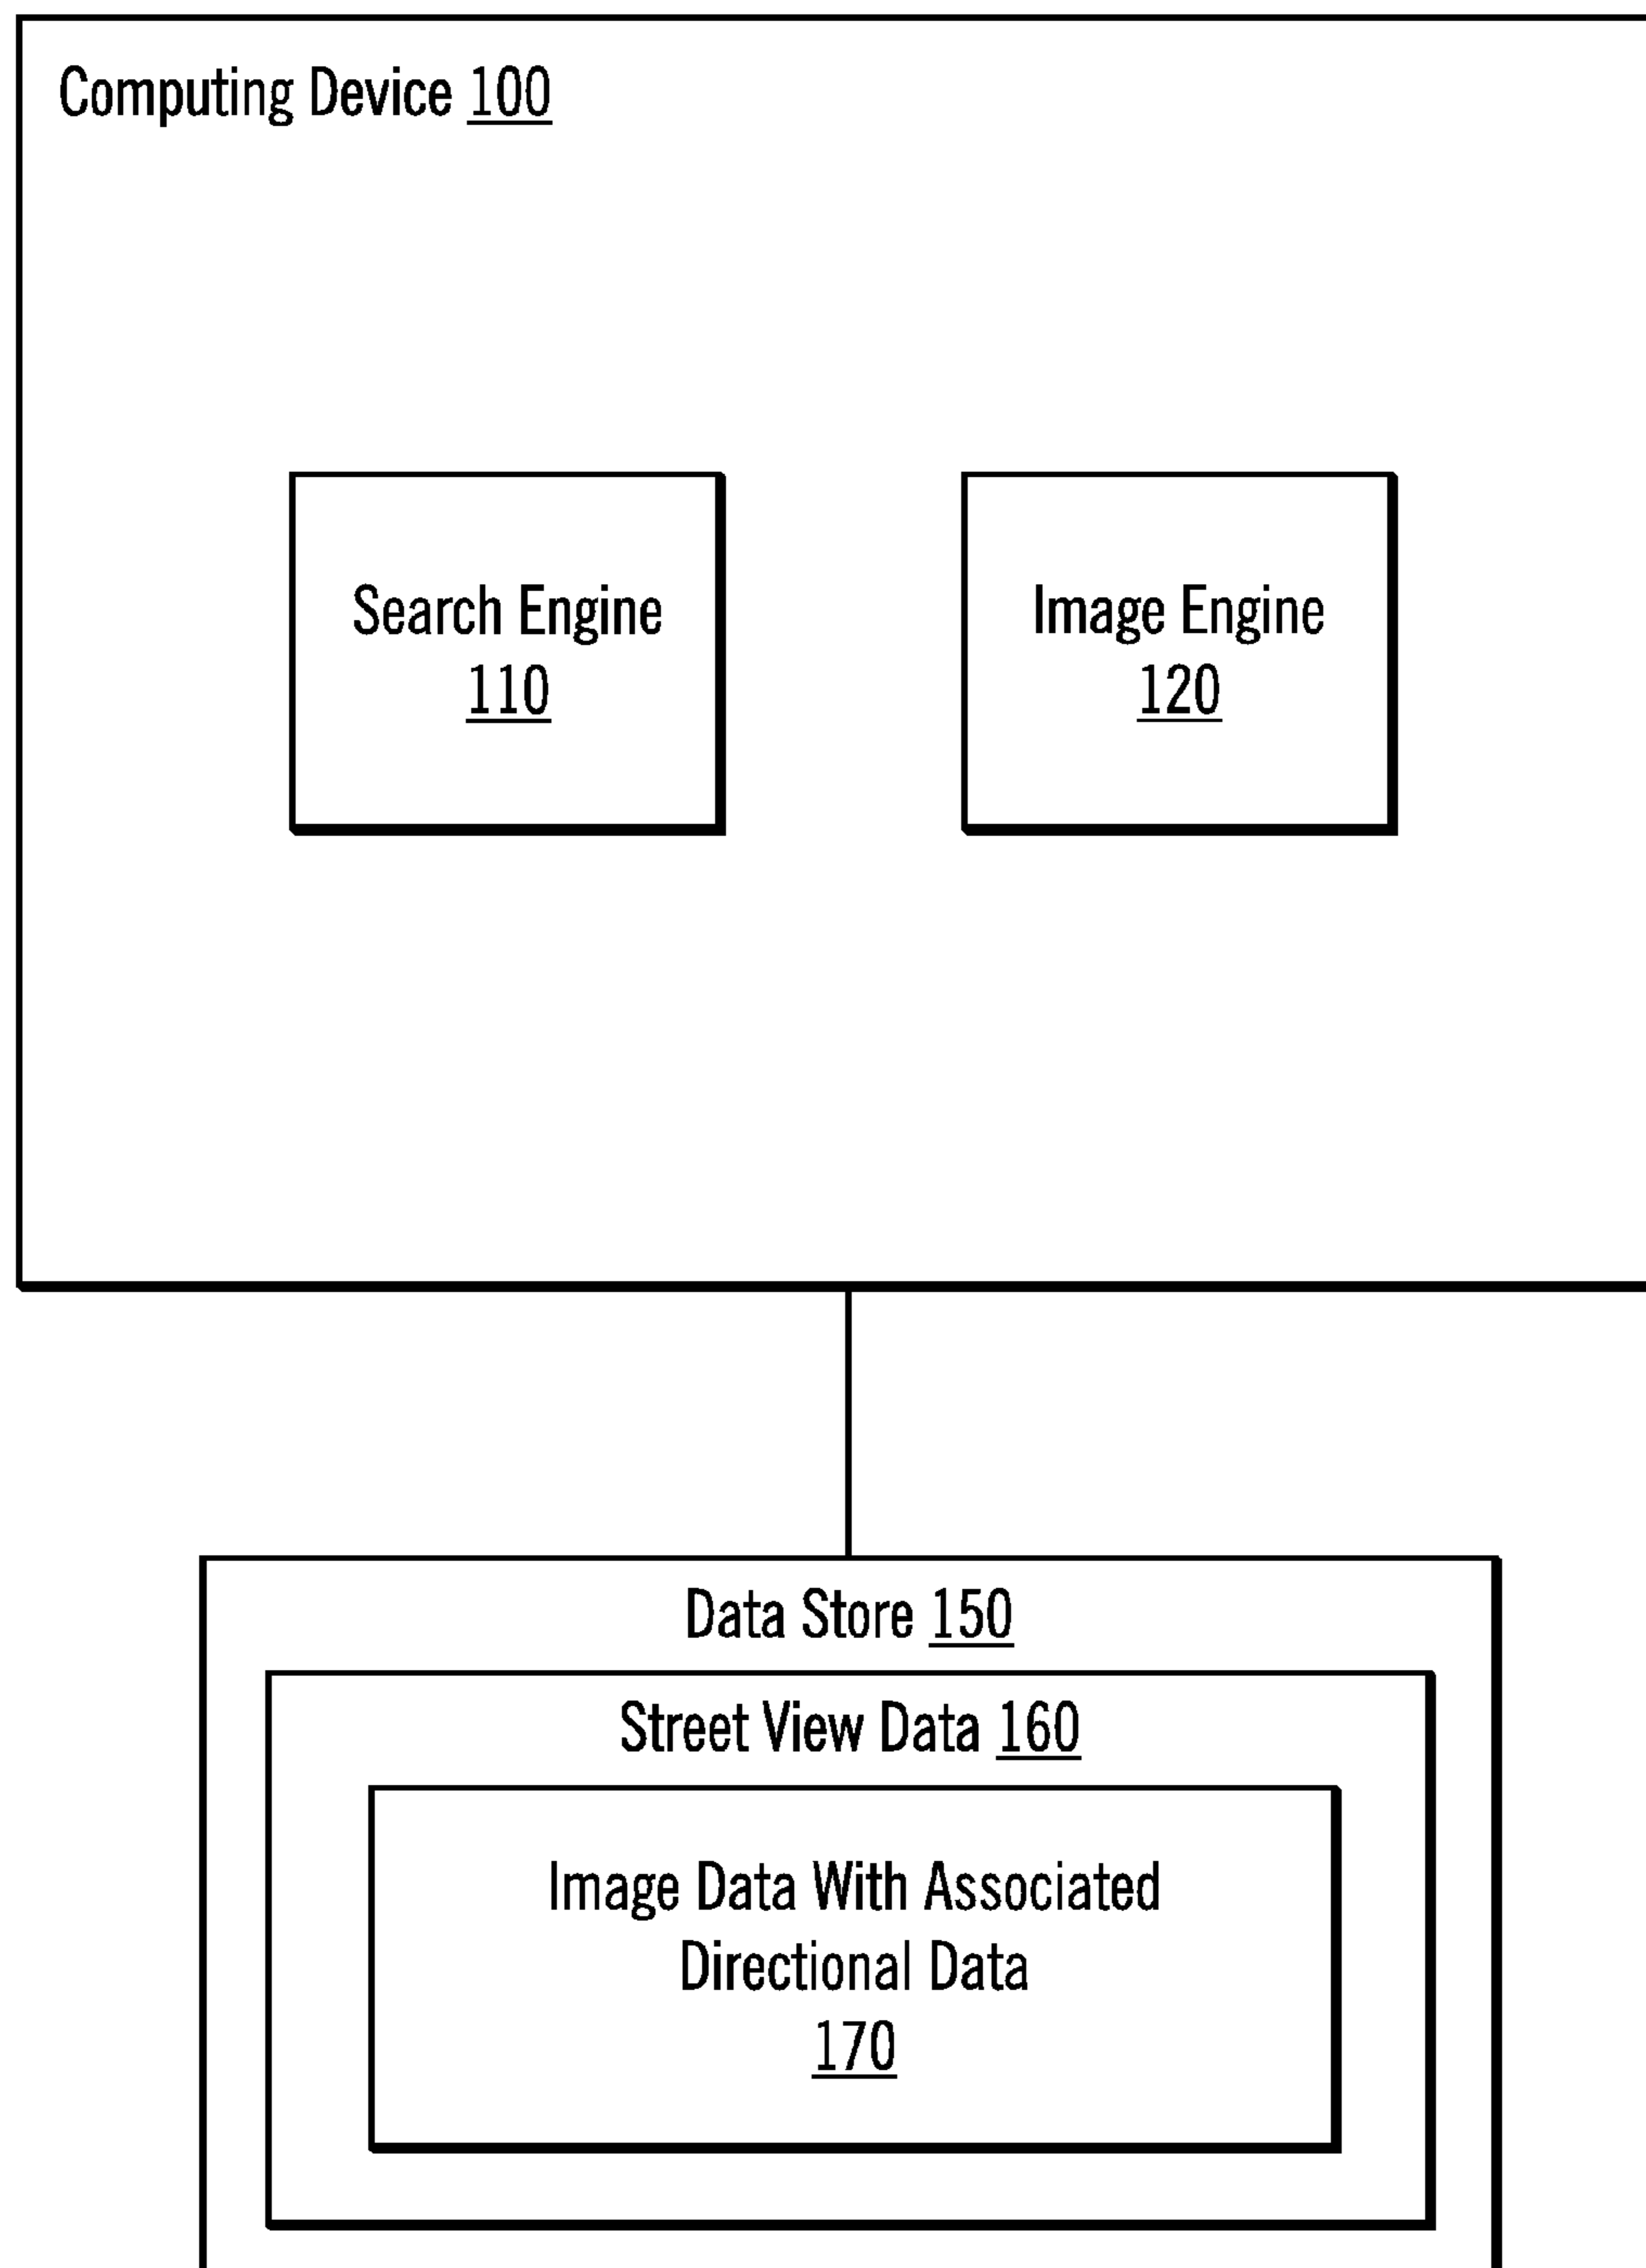 Computing Device 100
Search Engine
110
Image Engine
120
Data Store 150
Street View Data 160
Image Data With Associated
Directional Data
170